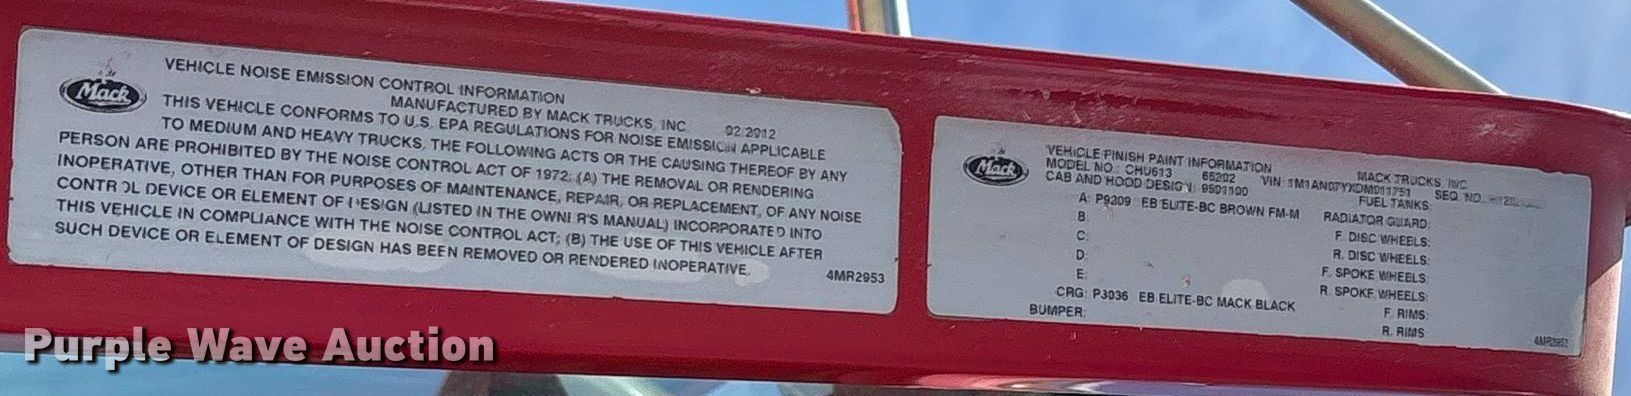 Mack
VEHICLE NOISE EMISSION CONTROL INFORMATION
MANUFACTURED BY MACK TRUCKS, INC. 02 2012
THIS VEHICLE CONFORMS TO U.S. EPA REGULATIONS FOR NOISE EMISSION APPLICABLE
TO MEDIUM AND HEAVY TRUCKS. THE FOLLOWING ACTS OR THE CAUSING THEREOF BY ANY
PERSON ARE PROHIBITED BY THE NOISE CONTROL ACT OF 1972: (A) THE REMOVAL OR RENDERING
INOPERATIVE, OTHER THAN FOR PURPOSES OF MAINTENANCE, REPAIR, OR REPLACEMENT, OF ANY NOISE
CONTROL DEVICE OR ELEMENT OF DESIGN (LISTED IN THE OWNER'S MANUAL) INCORPORATED INTO
THIS VEHICLE IN COMPLIANCE WITH THE NOISE CONTROL ACT; (B) THE USE OF THIS VEHICLE AFTER
SUCH DEVICE OR ELEMENT OF DESIGN HAS BEEN REMOVED OR RENDERED INOPERATIVE.
4MR2953
Mack
VEHICLE FINISH PAINT INFORMATION MACK TRUCKS, INC.
MODEL NO.: CHU613 65202 VIN: 1M1AN07YXDM011751 SEQ. NO.
CAB AND HOOD DESIGN: 9501100 FUEL TANKS:
A: P9209 EB ELITE-BC BROWN FM-M RADIATOR GUARD:
B: F. DISC WHEELS:
C: R. DISC WHEELS:
D: F. SPOKE WHEELS:
E: R. SPOKE WHEELS:
CRG: P3036 EB ELITE-BC MACK BLACK F. RIMS:
BUMPER: R. RIMS:
4MR2952
Purple Wave Auction